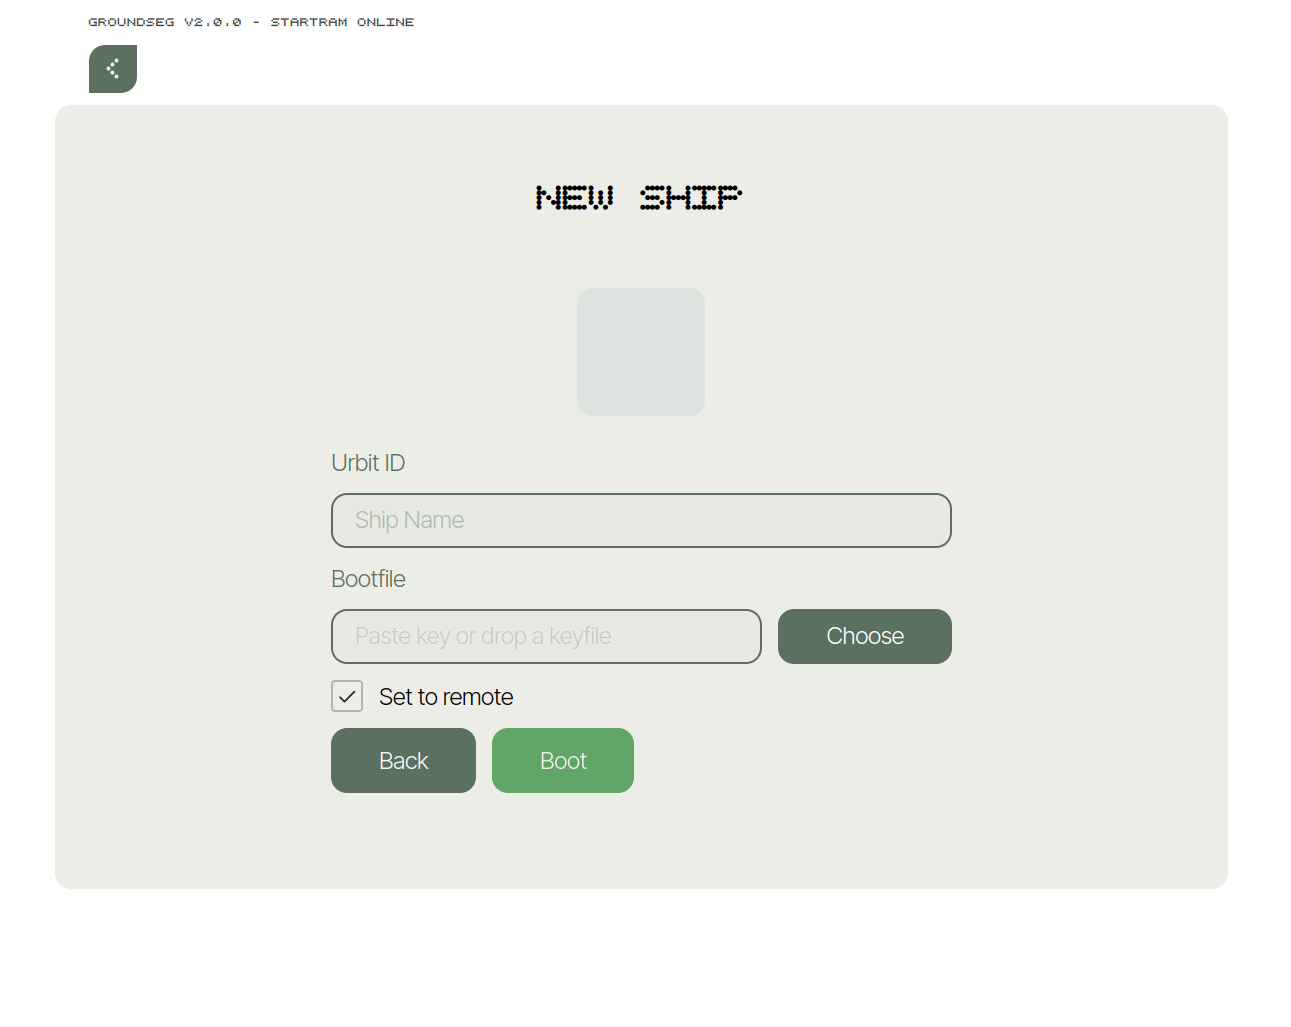 GROUNDSEG V2.0.0 - STARTRAM ONLINE
NEW SHIP
Urbit ID
Ship Name
Bootfile
Paste key or drop a keyfile
Choose
Set to remote
Back
Boot